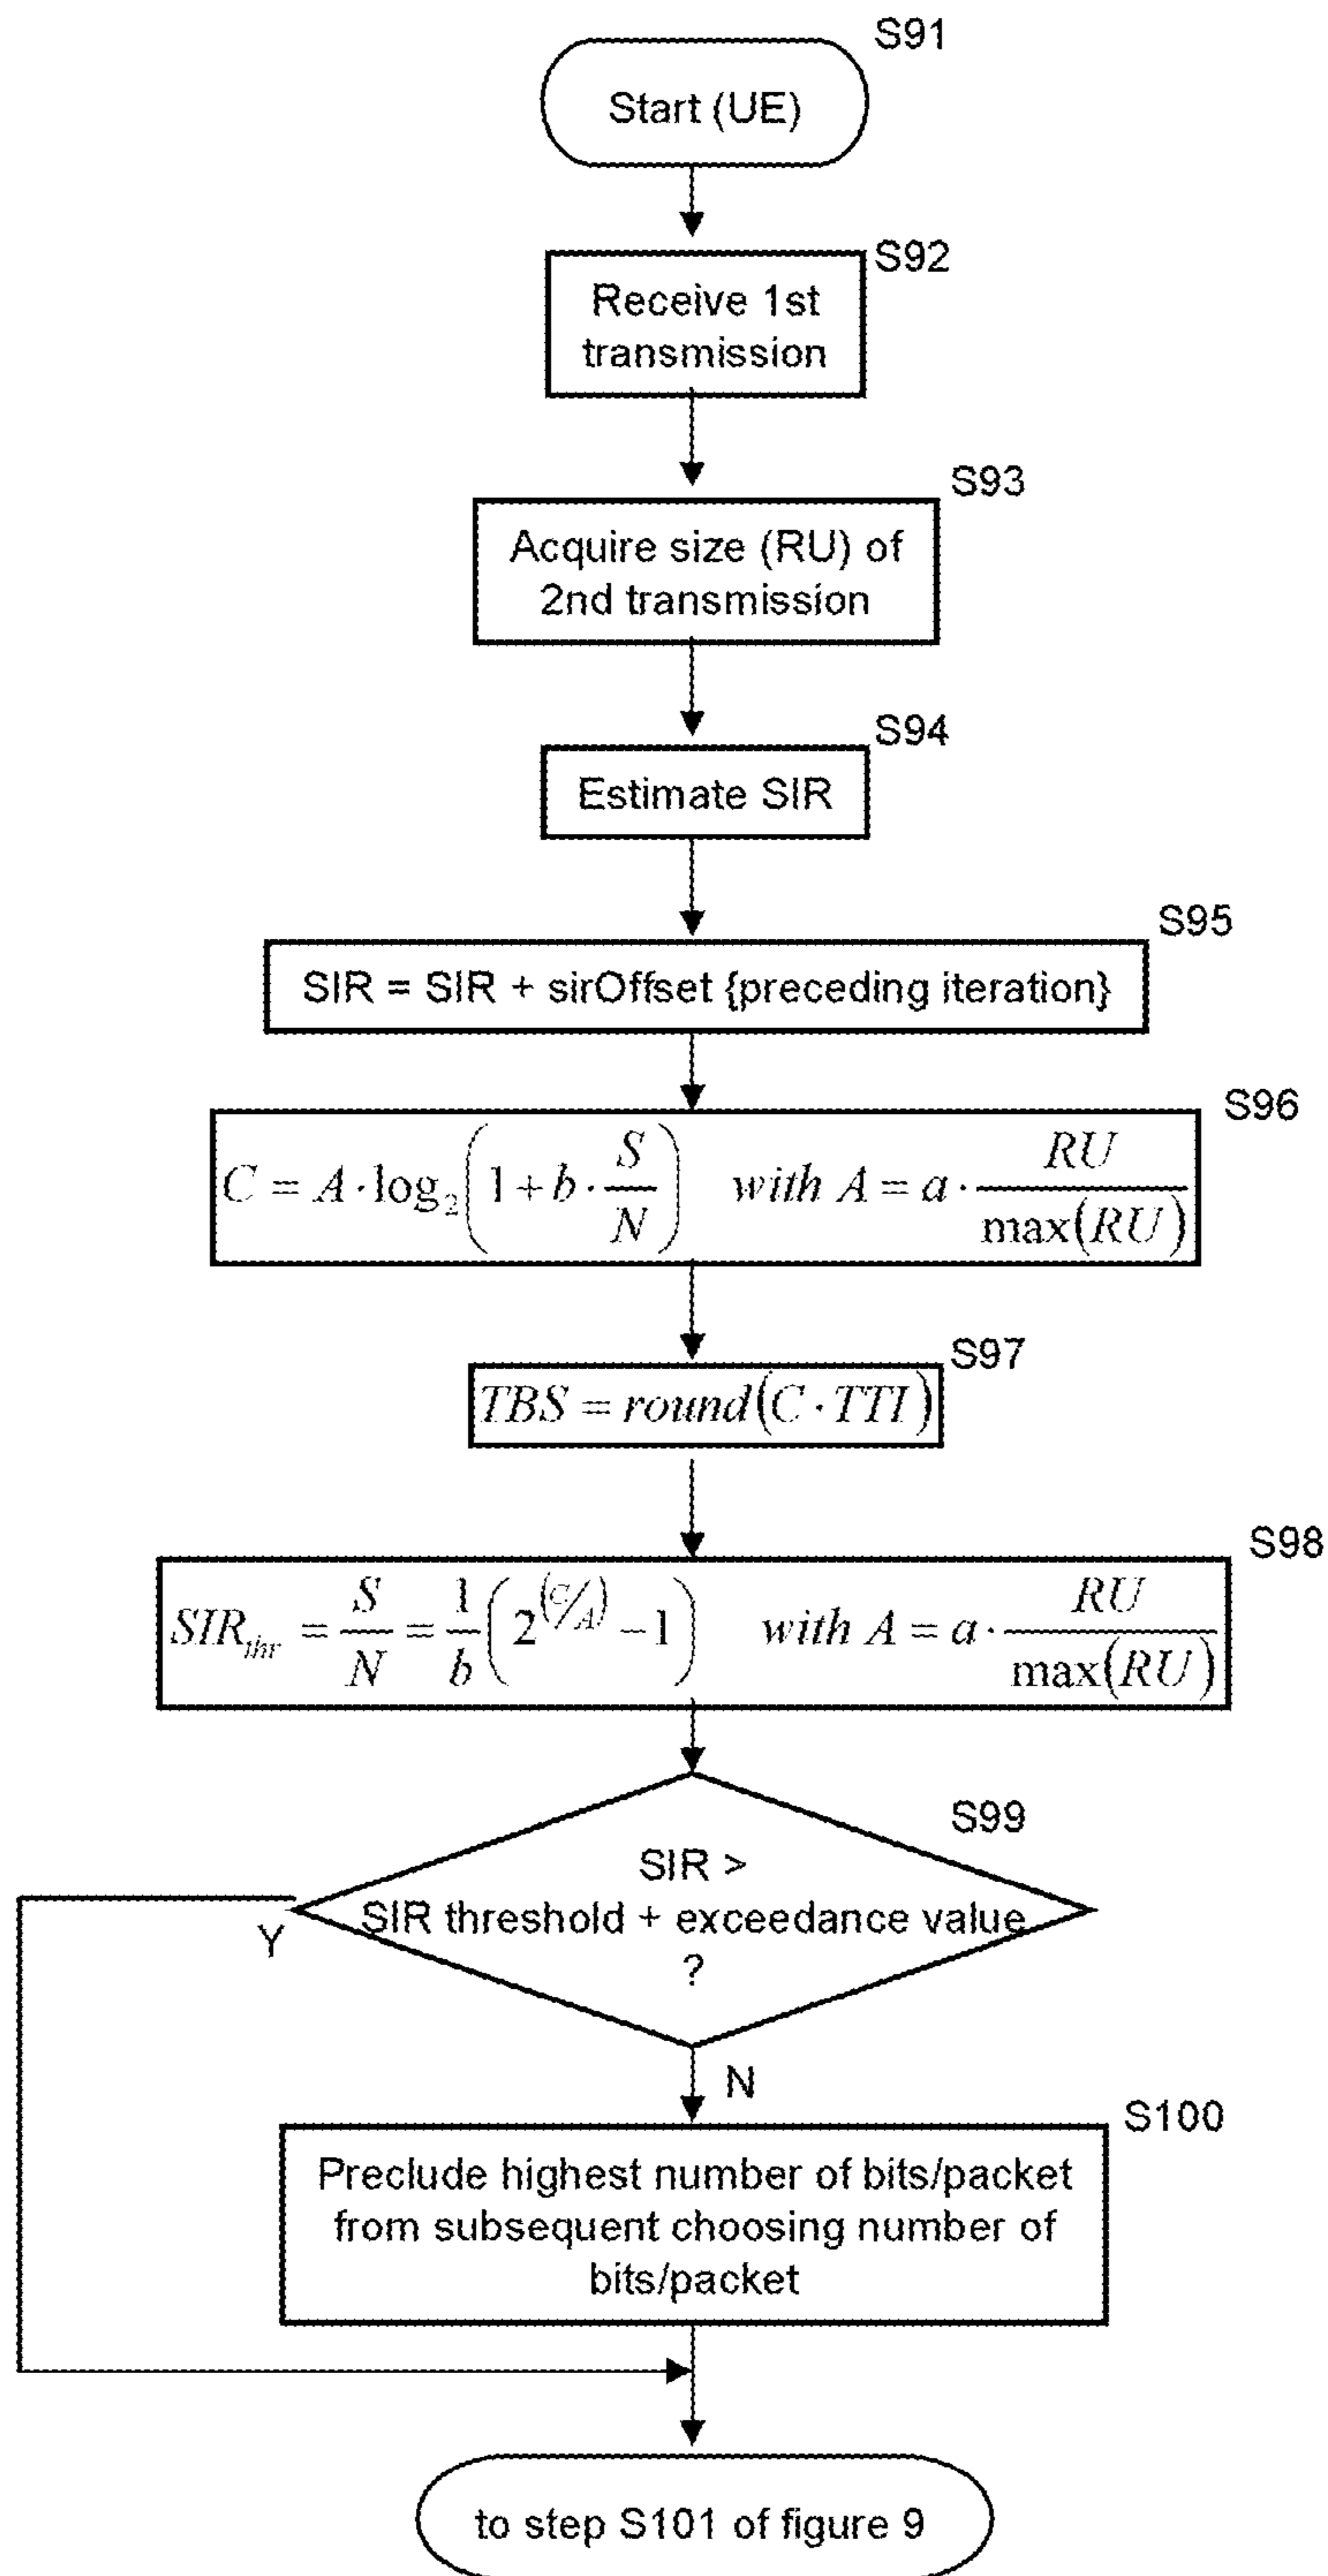 S91
Start (UE)
S92
Receive 1st
transmission
S93
Acquire size (RU) of
2nd transmission
S94
Estimate SIR
S95
SIR = SIR + sirOffset {preceding iteration}
S96
C = A · log₂(1 + b · S/N) with A = a · RU/max(RU)
S97
TBS = round(C · TTI)
S98
SIR_thr = S/N = 1/b (2^(C/A) − 1) with A = a · RU/max(RU)
S99
SIR >
SIR threshold + exceedance value
?
Y
N
S100
Preclude highest number of bits/packet
from subsequent choosing number of
bits/packet
to step S101 of figure 9